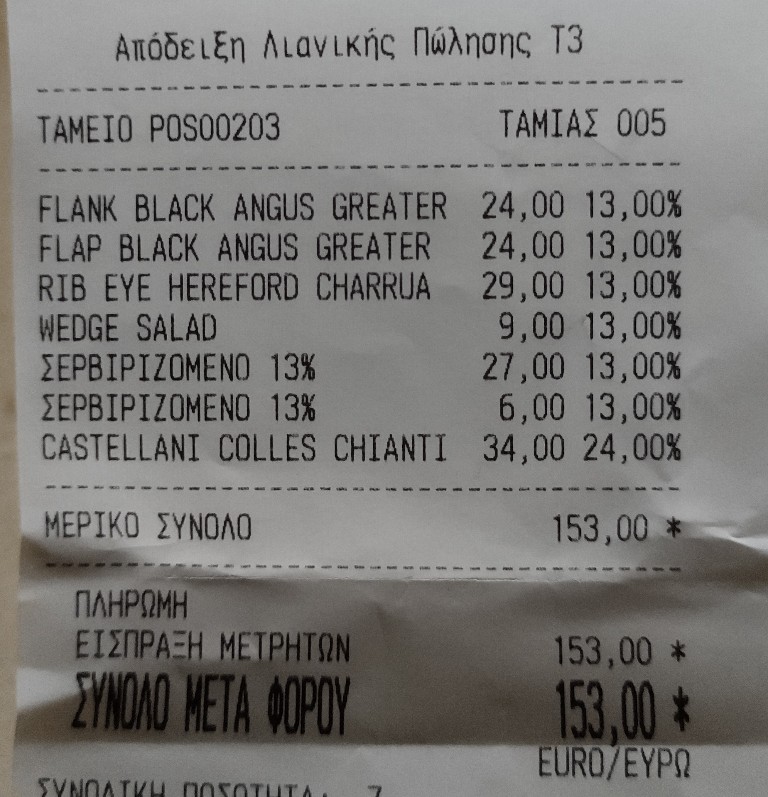 Απόδειξη Λιανικής Πώλησης Τ3
ΤΑΜΕΙΟ POS00203 ΤΑΜΙΑΣ 005
FLANK BLACK ANGUS GREATER 24,00 13,00%
FLAP BLACK ANGUS GREATER 24,00 13,00%
RIB EYE HEREFORD CHARRUA 29,00 13,00%
WEDGE SALAD 9,00 13,00%
ΣΕΡΒΙΡΙΖΟΜΕΝΟ 13% 27,00 13,00%
ΣΕΡΒΙΡΙΖΟΜΕΝΟ 13% 6,00 13,00%
CASTELLANI COLLES CHIANTI 34,00 24,00%
ΜΕΡΙΚΟ ΣΥΝΟΛΟ 153,00 *
ΠΛΗΡΩΜΗ
ΕΙΣΠΡΑΞΗ ΜΕΤΡΗΤΩΝ 153,00 *
ΣΥΝΟΛΟ ΜΕΤΑ ΦΟΡΟΥ 153,00 *
EURO/ΕΥΡΩ
ΣΥΝΟΛΙΚΗ ΠΟΣΟΤΗΤΑ: 7